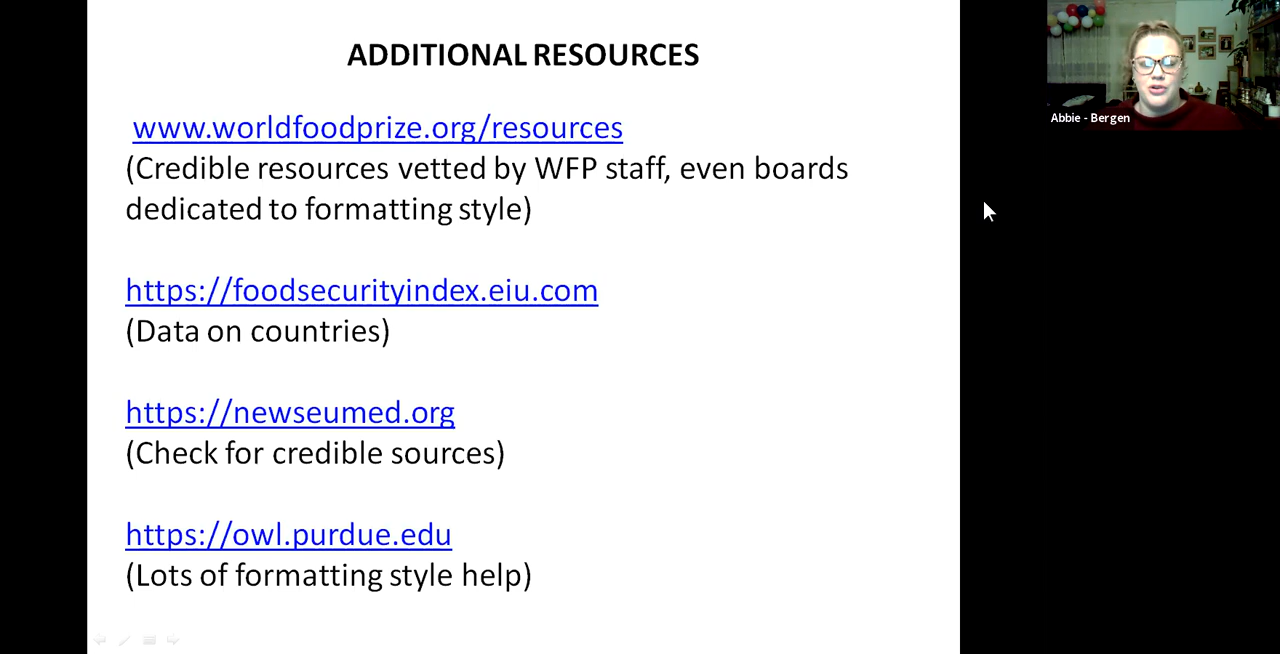 ADDITIONAL RESOURCES
www.worldfoodprize.org/resources
(Credible resources vetted by WFP staff, even boards
dedicated to formatting style)
https://foodsecurityindex.eiu.com
(Data on countries)
https://newseumed.org
(Check for credible sources)
https://owl.purdue.edu
(Lots of formatting style help)
Abbie - Bergen